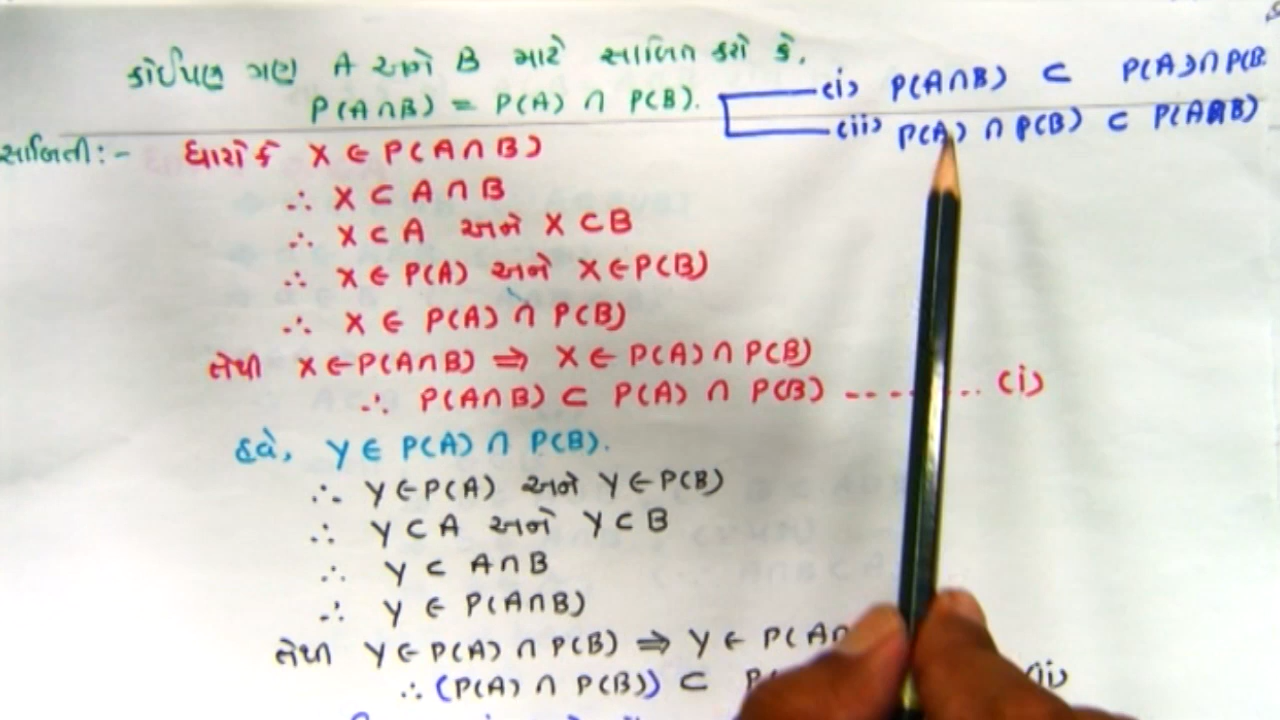 કોઈપણ ગણ A અને B માટે સાબિત કરો કે.
P(A∩B) = P(A) ∩ P(B).
(i) P(A∩B) ⊂ P(A)∩P(B
(ii) P(A) ∩ P(B) ⊂ P(A∩B)
સાબિતી:- ધારો કે X ∈ P(A∩B)
∴ X ⊂ A∩B
∴ X⊂A અને X⊂B
∴ X ∈ P(A) અને X∈P(B)
∴ X ∈ P(A) ∩ P(B)
તેથી X∈P(A∩B) ⇒ X∈ P(A)∩ P(B)
∴ P(A∩B) ⊂ P(A) ∩ P(B) ........ (i)
હવે, Y∈ P(A) ∩ P(B).
∴ Y∈P(A) અને Y∈P(B)
∴ Y⊂A અને Y⊂B
∴ Y ⊂ A∩B
∴ Y ∈ P(A∩B)
તેથી Y∈P(A) ∩ P(B) ⇒ Y ∈ P(A∩
∴ (P(A) ∩ P(B)) ⊂